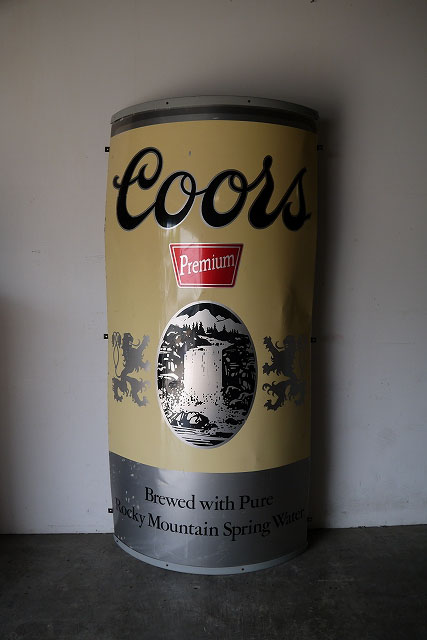 Coors
Premium
Brewed with Pure
Rocky Mountain Spring Water